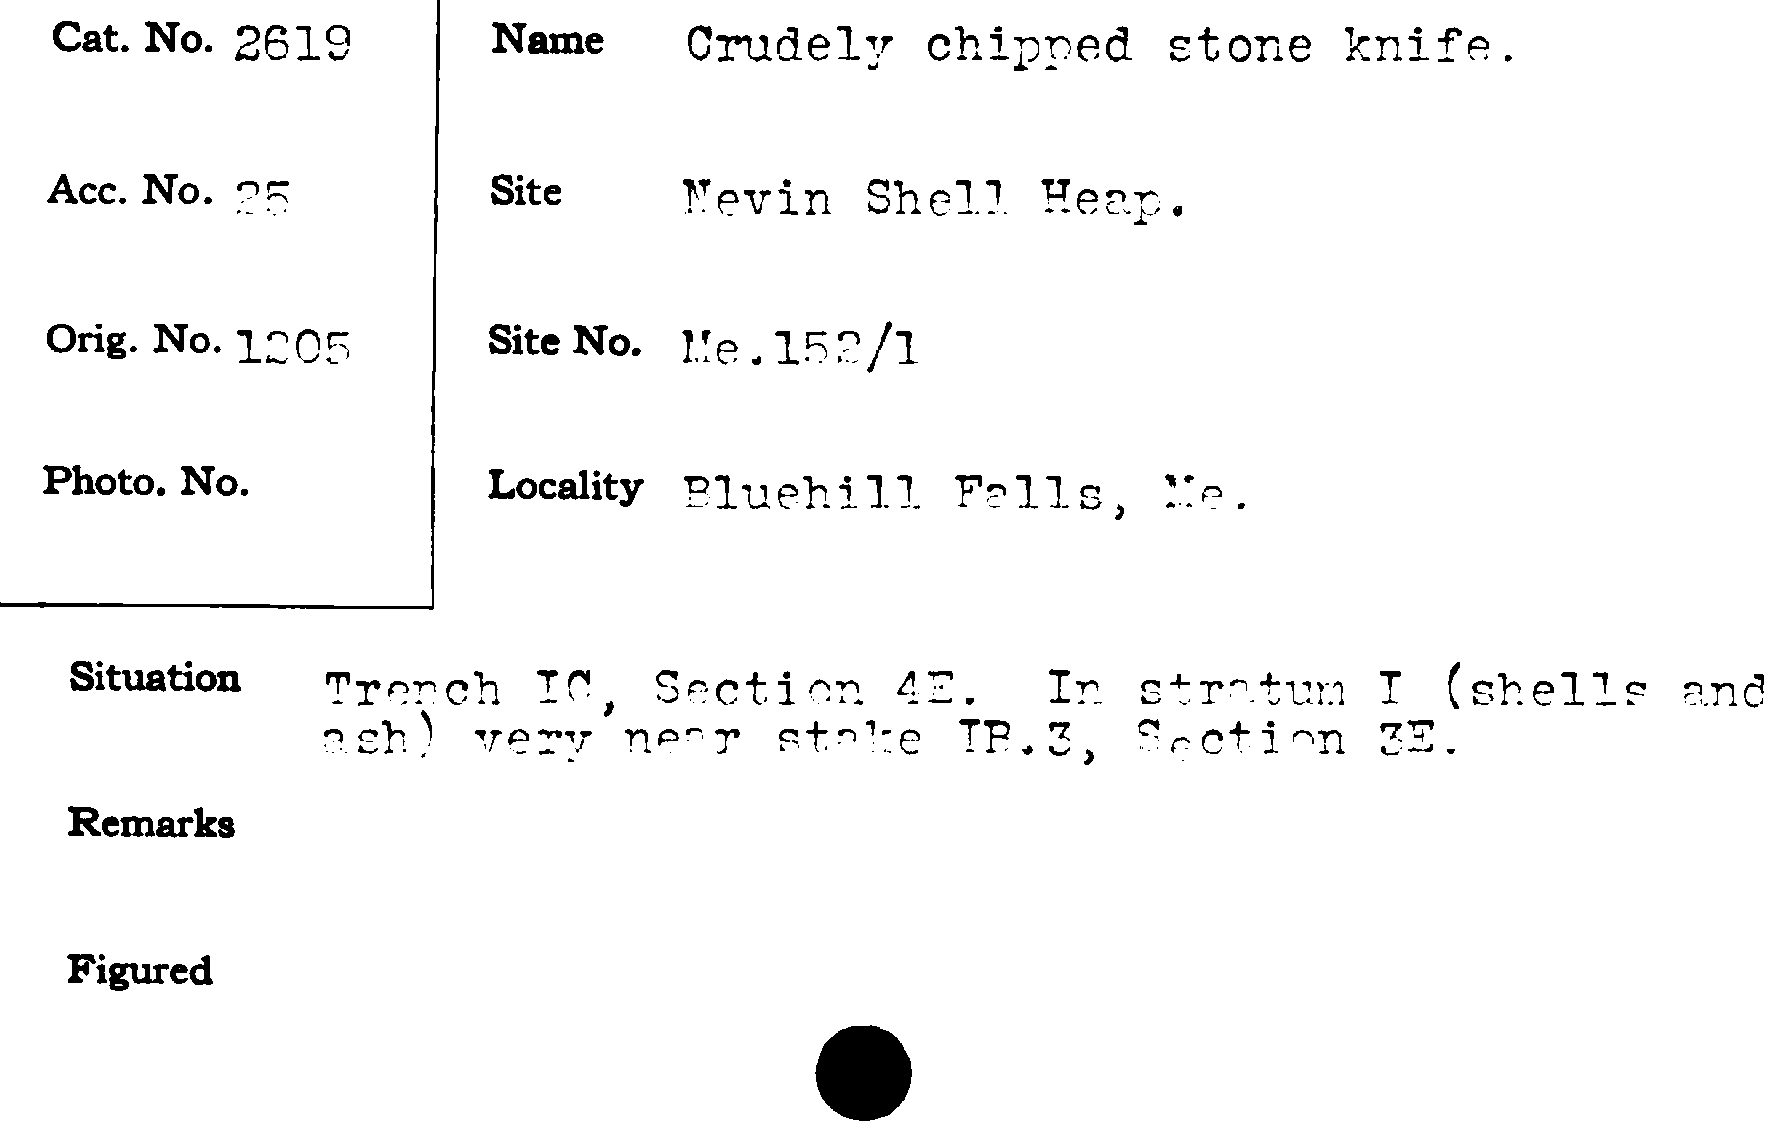 Cat. No. 2619
Name Crudely chipped stone knife.
Acc. No. 25
Site Nevin Shell Heap.
Orig. No. 1205
Site No. Me.152/1
Photo. No.
Locality Bluehill Falls, Me.
Situation Trench IC, Section 4E. In stratum I (shells and
ash) very near stake IB.3, Section 3E.
Remarks
Figured